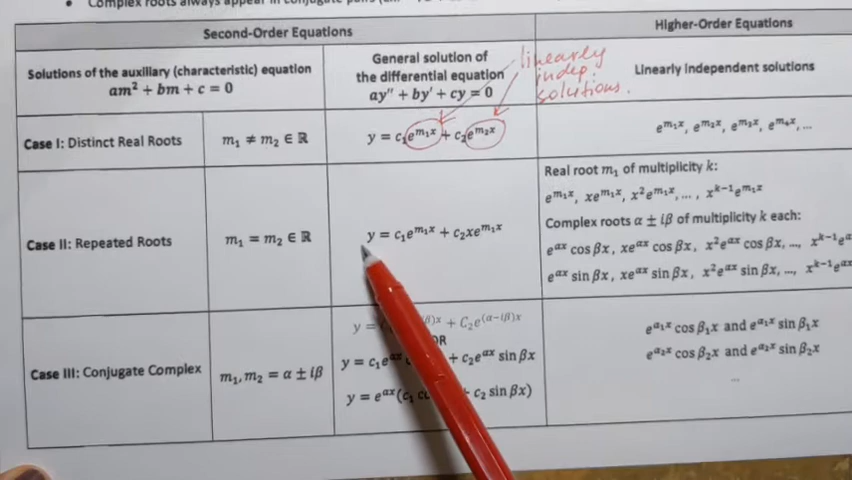 Complex roots always appear in conjugate
Second-Order Equations
Higher-Order Equations
Solutions of the auxiliary (characteristic) equation
am² + bm + c = 0
General solution of
the differential equation
ay″ + by′ + cy = 0
linearly
indep.
solutions.
Linearly independent solutions
Case I: Distinct Real Roots
m₁ ≠ m₂ ∈ ℝ
y = c₁e^{m₁x} + c₂e^{m₂x}
e^{m₁x}, e^{m₂x}, e^{m₃x}, e^{m₄x}, ...
Case II: Repeated Roots
m₁ = m₂ ∈ ℝ
y = c₁e^{m₁x} + c₂xe^{m₁x}
Real root m₁ of multiplicity k:
e^{m₁x}, xe^{m₁x}, x²e^{m₁x}, ..., x^{k−1}e^{m₁x}
Complex roots α ± iβ of multiplicity k each:
e^{αx} cos βx, xe^{αx} cos βx, x²e^{αx} cos βx, ..., x^{k−1}e
e^{αx} sin βx, xe^{αx} sin βx, x²e^{αx} sin βx, ..., x^{k−1}e^{αx}
Case III: Conjugate Complex
m₁, m₂ = α ± iβ
y = )x + C₂e^{(α−iβ)x}
OR
y = c₁e^{αx} + c₂e^{αx} sin βx
y = e^{αx}(c₁ + c₂ sin βx)
e^{α₁x} cos β₁x and e^{α₁x} sin β₁x
e^{α₂x} cos β₂x and e^{α₂x} sin β₂x
...